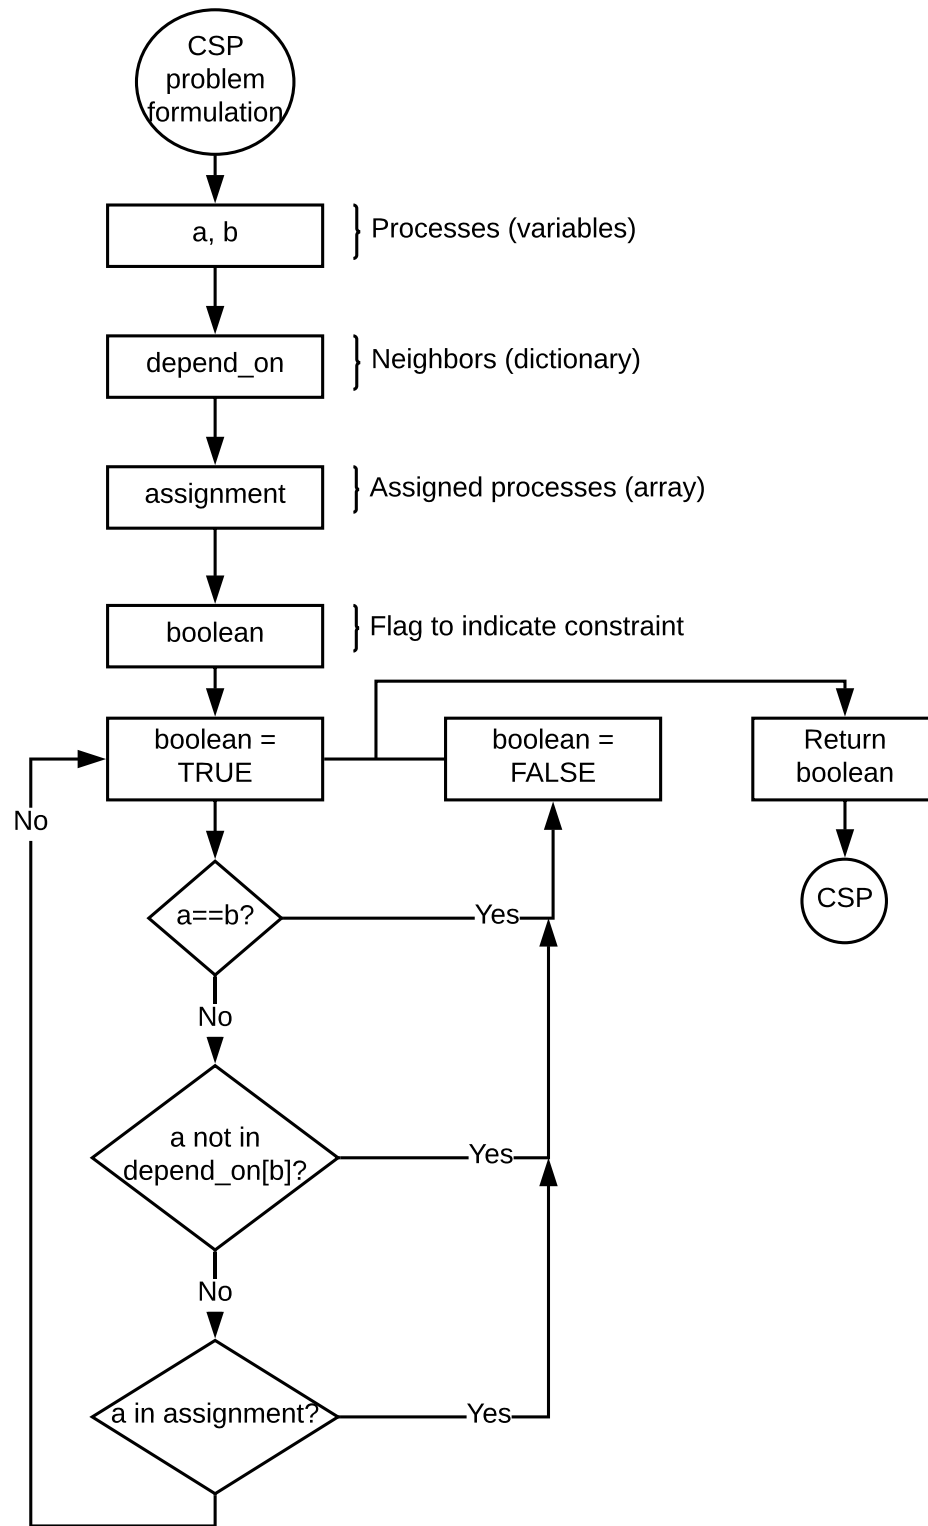 CSP
problem
formulation
a, b
Processes (variables)
depend_on
Neighbors (dictionary)
assignment
Assigned processes (array)
boolean
Flag to indicate constraint
boolean =
TRUE
boolean =
FALSE
Return
boolean
No
CSP
a==b?
Yes
No
a not in
depend_on[b]?
Yes
No
a in assignment?
Yes